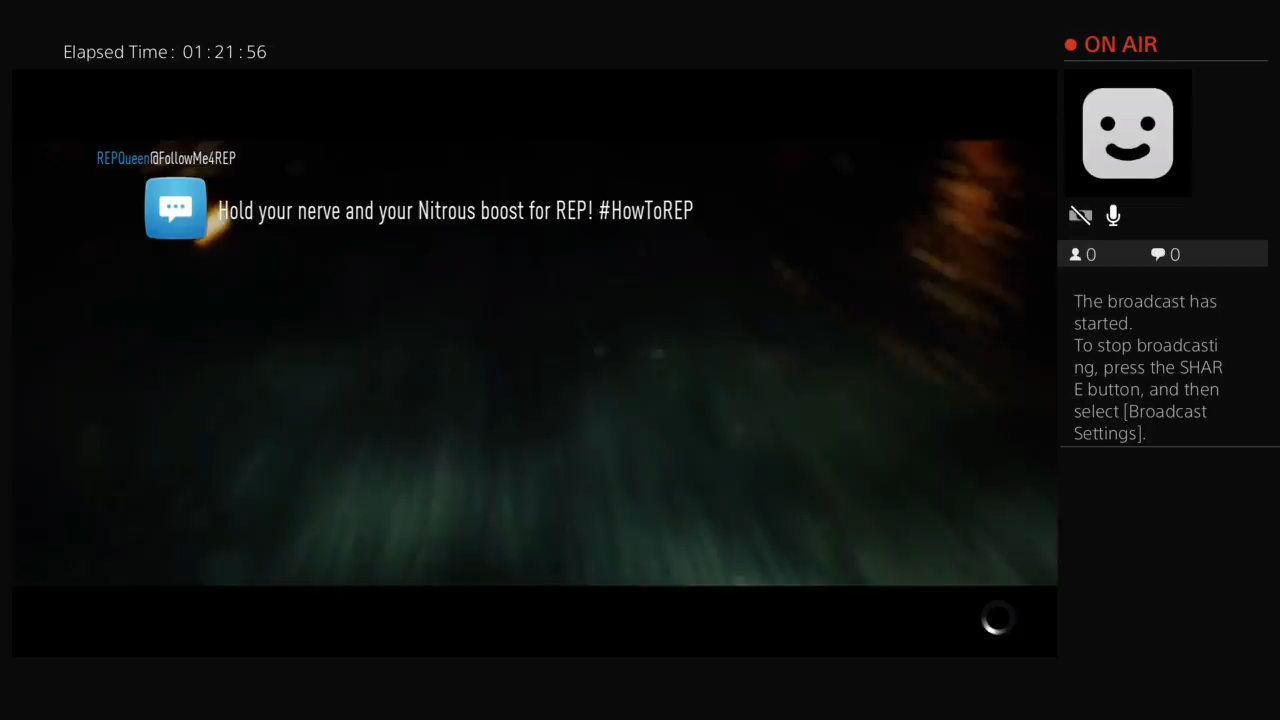 Elapsed Time: 01:21:56
ON AIR
REPQueen@FollowMe4REP
Hold your nerve and your Nitrous boost for REP! #HowToREP
0
0
The broadcast has
started.
To stop broadcasti
ng, press the SHAR
E button, and then
select [Broadcast
Settings].